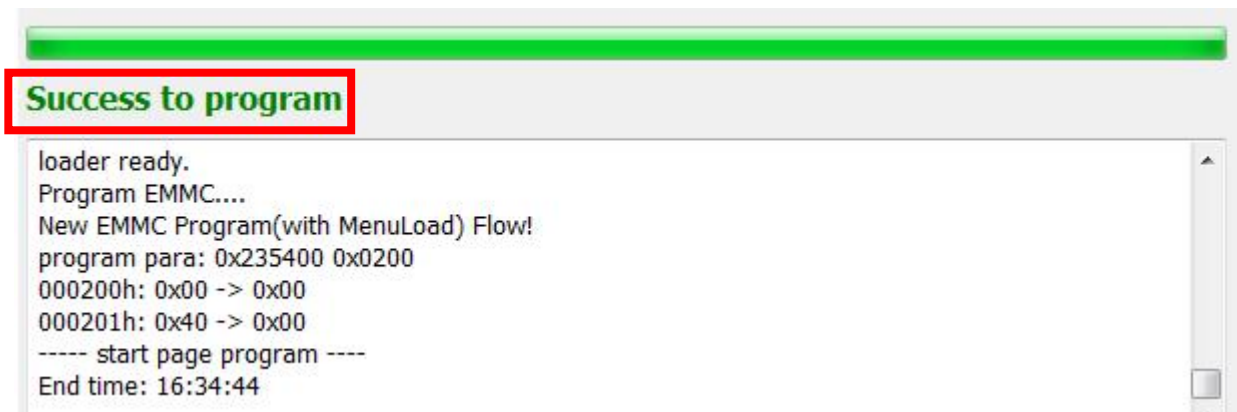 Success to program
loader ready.
Program EMMC....
New EMMC Program(with MenuLoad) Flow!
program para: 0x235400 0x0200
000200h: 0x00 -> 0x00
000201h: 0x40 -> 0x00
----- start page program ----
End time: 16:34:44